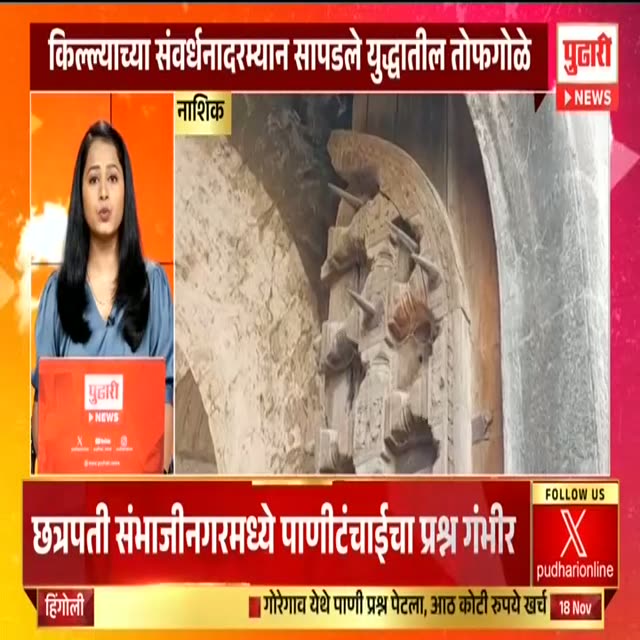 किल्ल्याच्या संवर्धनादरम्यान सापडले युद्धातील तोफगोळे
पुढारी
NEWS
नाशिक
पुढारी
NEWS
छत्रपती संभाजीनगरमध्ये पाणीटंचाईचा प्रश्न गंभीर
FOLLOW US
X
pudharionline
हिंगोली
गोरेगाव येथे पाणी प्रश्न पेटला, आठ कोटी रुपये खर्च
18 Nov